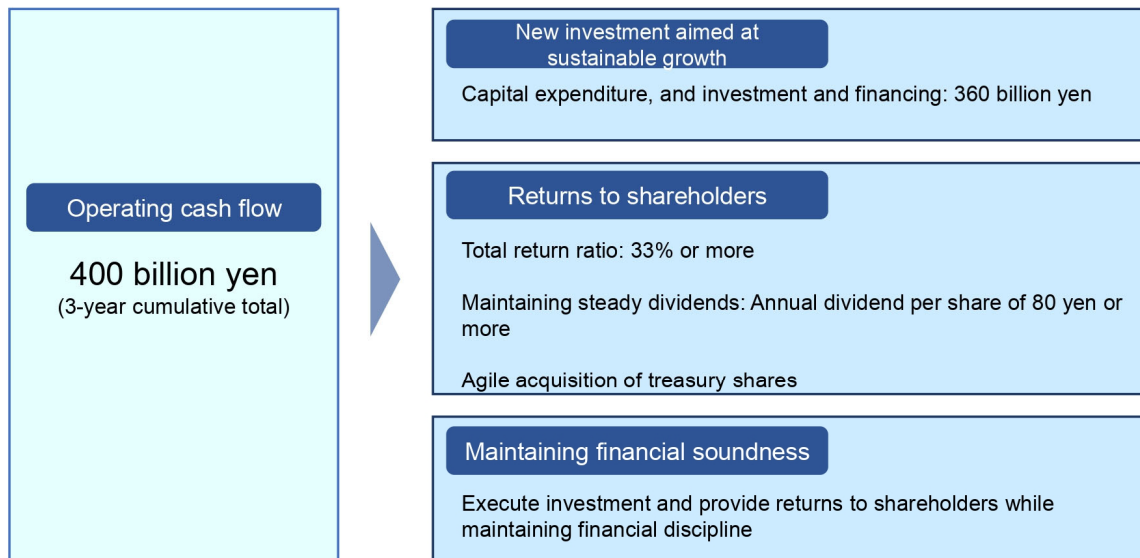 Operating cash flow
400 billion yen
(3-year cumulative total)
New investment aimed at
sustainable growth
Capital expenditure, and investment and financing: 360 billion yen
Returns to shareholders
Total return ratio: 33% or more
Maintaining steady dividends: Annual dividend per share of 80 yen or
more
Agile acquisition of treasury shares
Maintaining financial soundness
Execute investment and provide returns to shareholders while
maintaining financial discipline